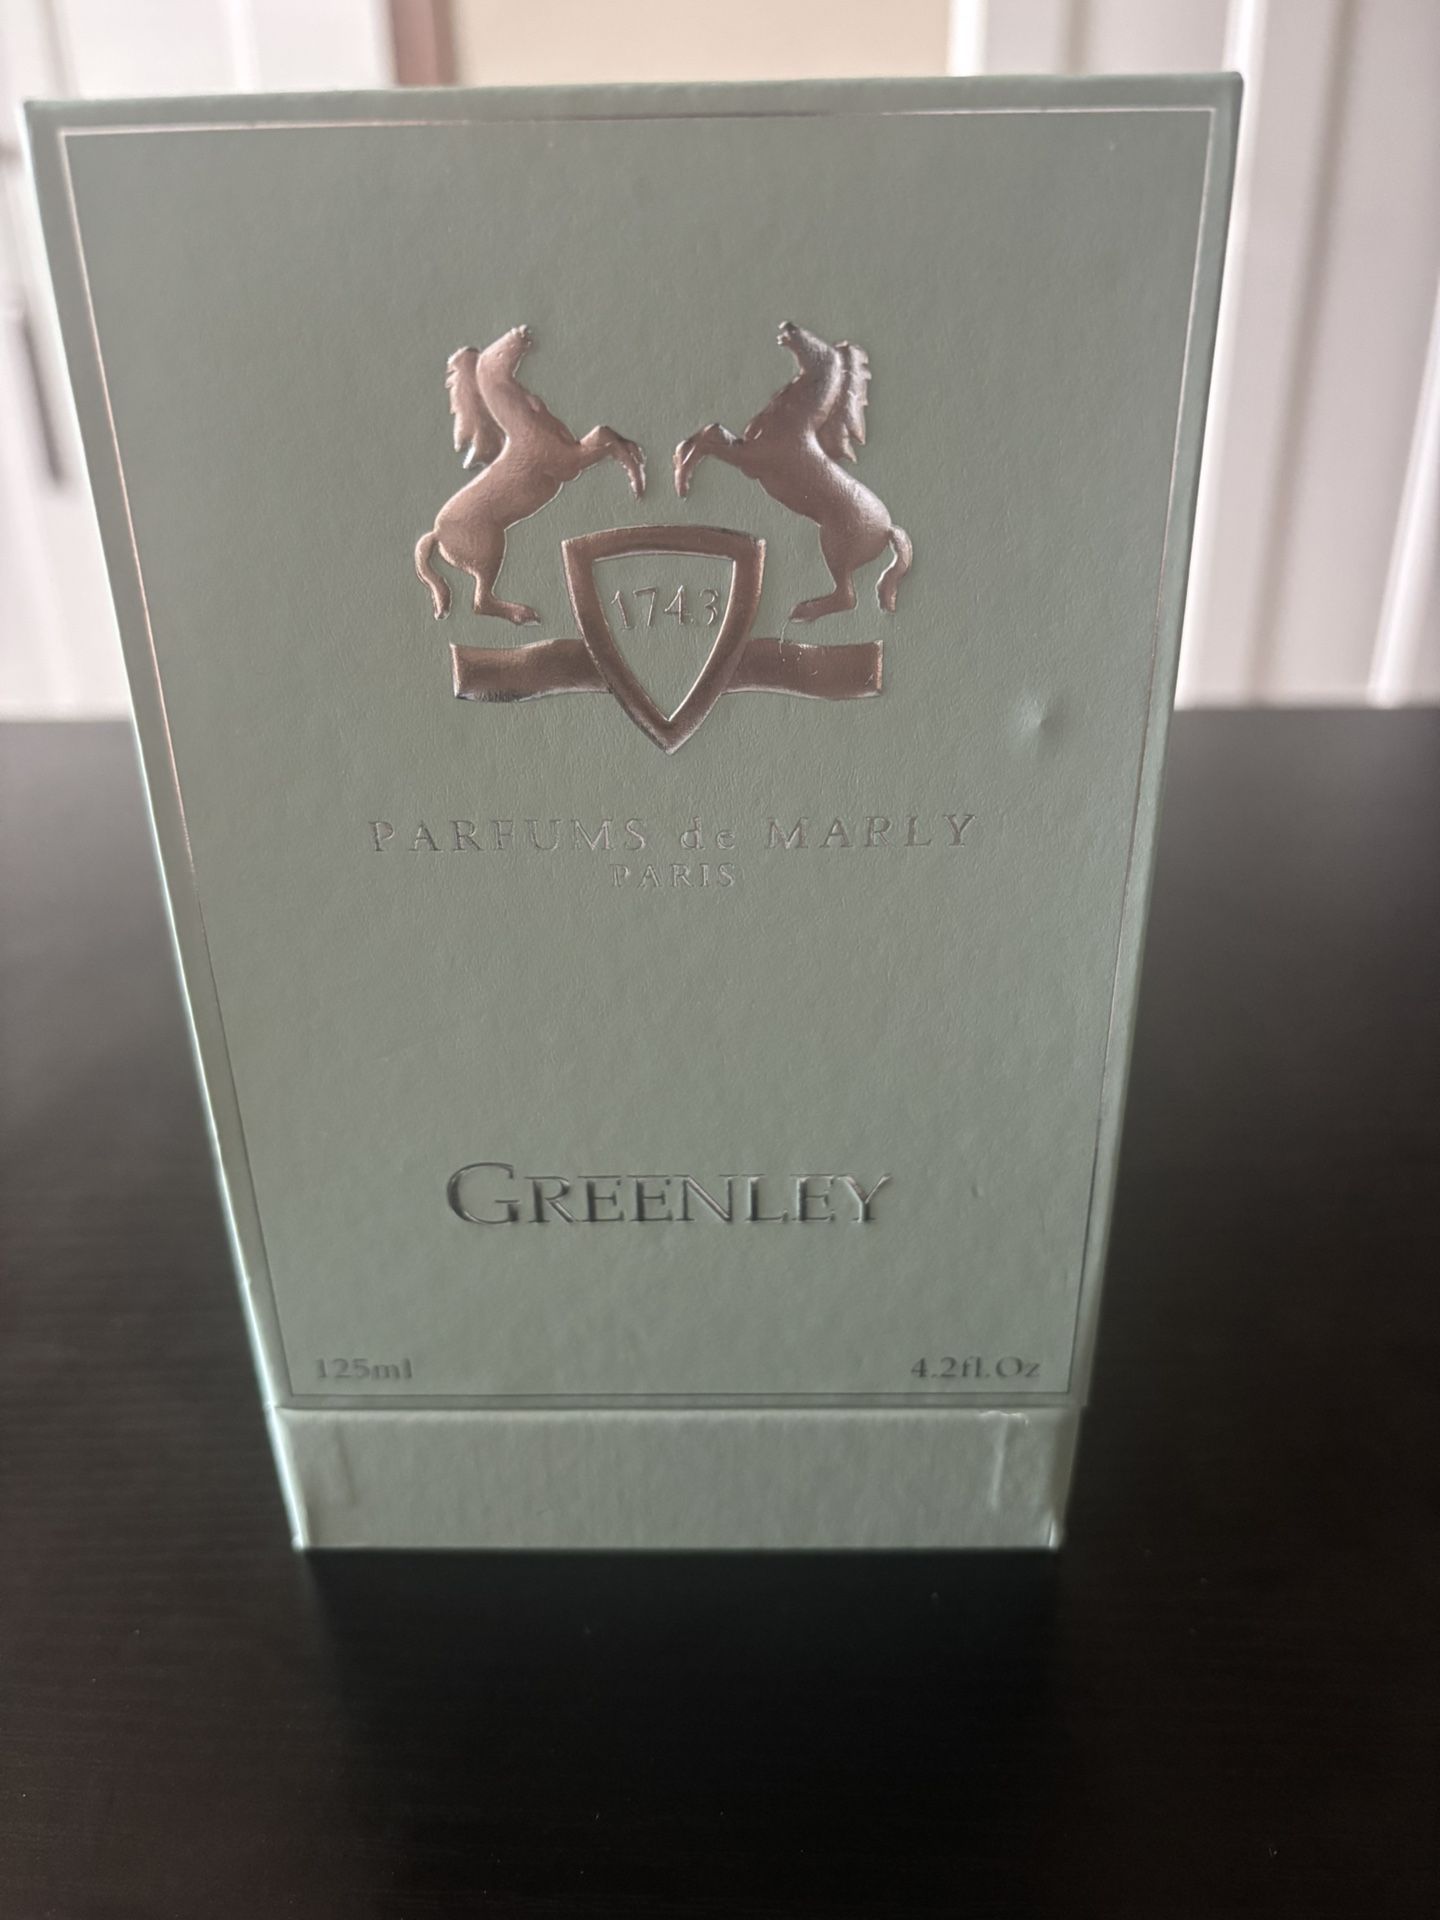 1743
PARFUMS de MARLY
PARIS
GREENLEY
125ml 4.2fl.Oz